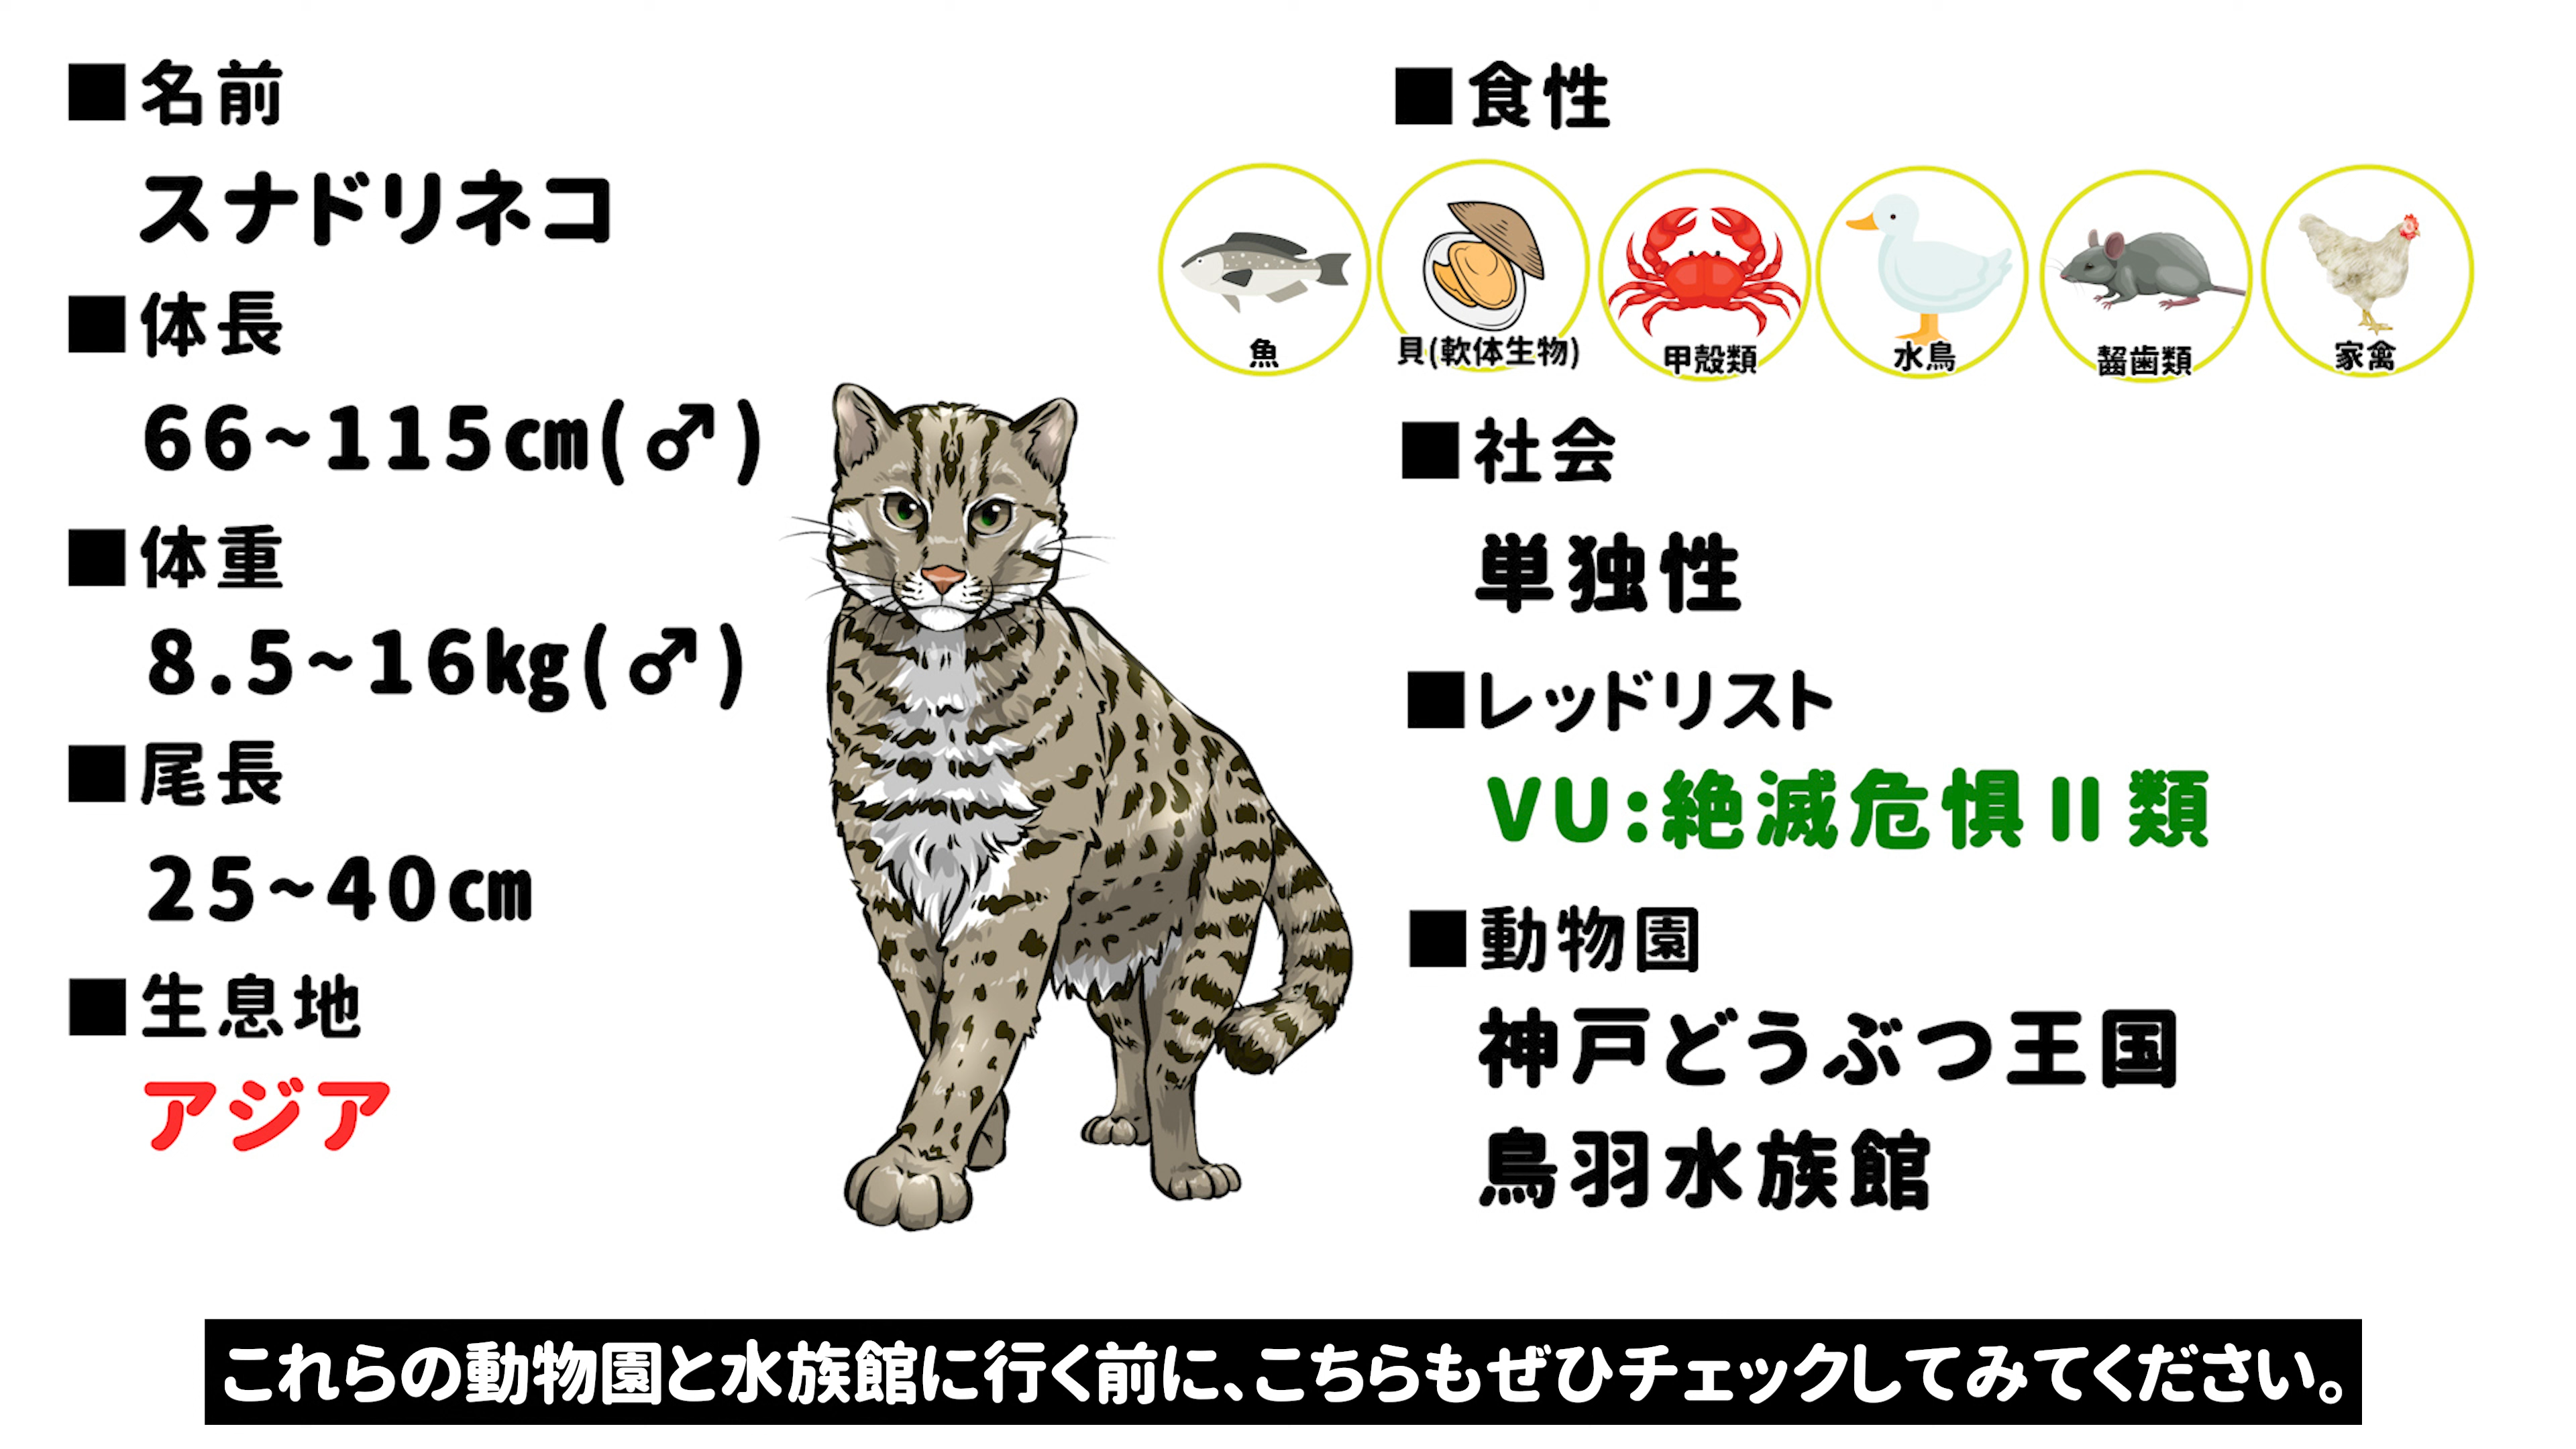 ■名前
スナドリネコ
■体長
66~115㎝(♂)
■体重
8.5~16㎏(♂)
■尾長
25~40㎝
■生息地
アジア
■食性
魚
貝(軟体生物)
甲殻類
水鳥
齧歯類
家禽
■社会
単独性
■レッドリスト
VU:絶滅危惧Ⅱ類
■動物園
神戸どうぶつ王国
鳥羽水族館
これらの動物園と水族館に行く前に、こちらもぜひチェックしてみてください。